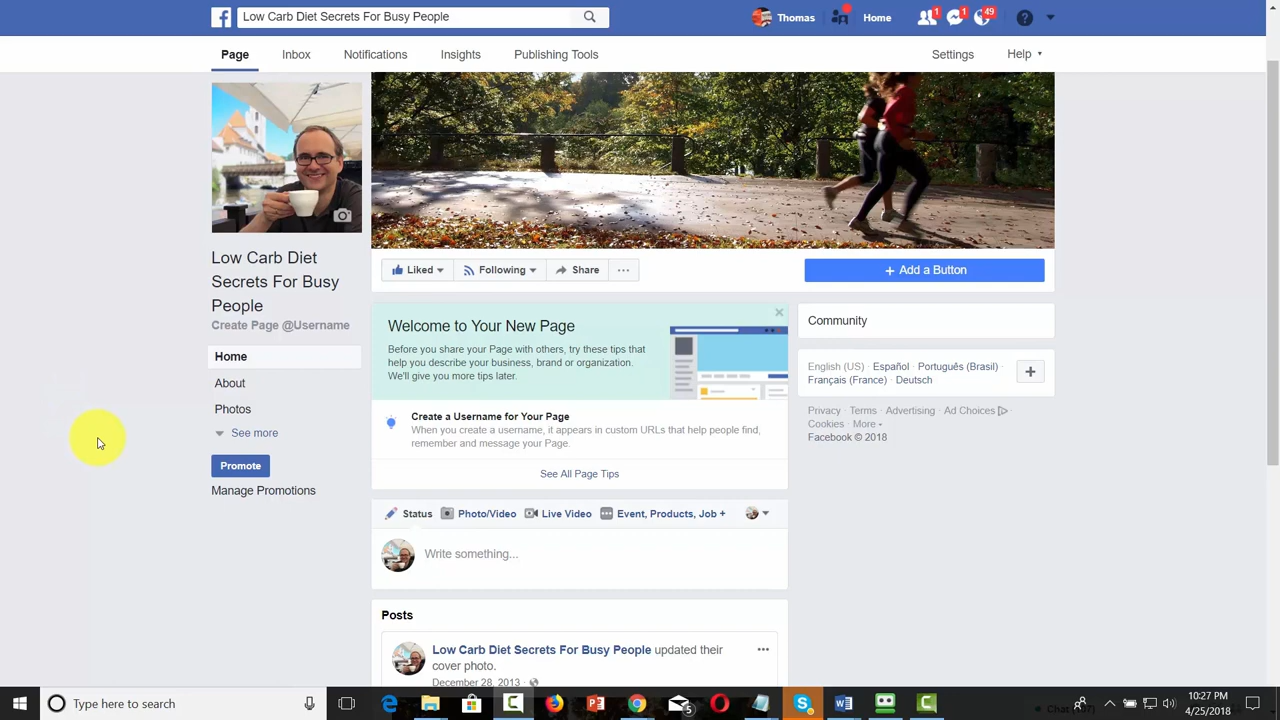 Low Carb Diet Secrets For Busy People
Thomas
Home
1
1
49
Page
Inbox
Notifications
Insights
Publishing Tools
Settings
Help
Low Carb Diet
Secrets For Busy
People
Create Page @Username
Home
About
Photos
See more
Promote
Manage Promotions
Liked
Following
Share
+ Add a Button
Welcome to Your New Page
Before you share your Page with others, try these tips that
help you describe your business, brand or organization.
We'll give you more tips later.
Create a Username for Your Page
When you create a username, it appears in custom URLs that help people find,
remember and message your Page.
See All Page Tips
Status
Photo/Video
Live Video
Event, Products, Job +
Write something...
Posts
Low Carb Diet Secrets For Busy People updated their
cover photo.
December 28, 2013
Community
English (US) · Español · Português (Brasil) ·
Français (France) · Deutsch
Privacy · Terms · Advertising · Ad Choices ·
Cookies · More
Facebook © 2018
Type here to search
5
Chat
10:27 PM
4/25/2018